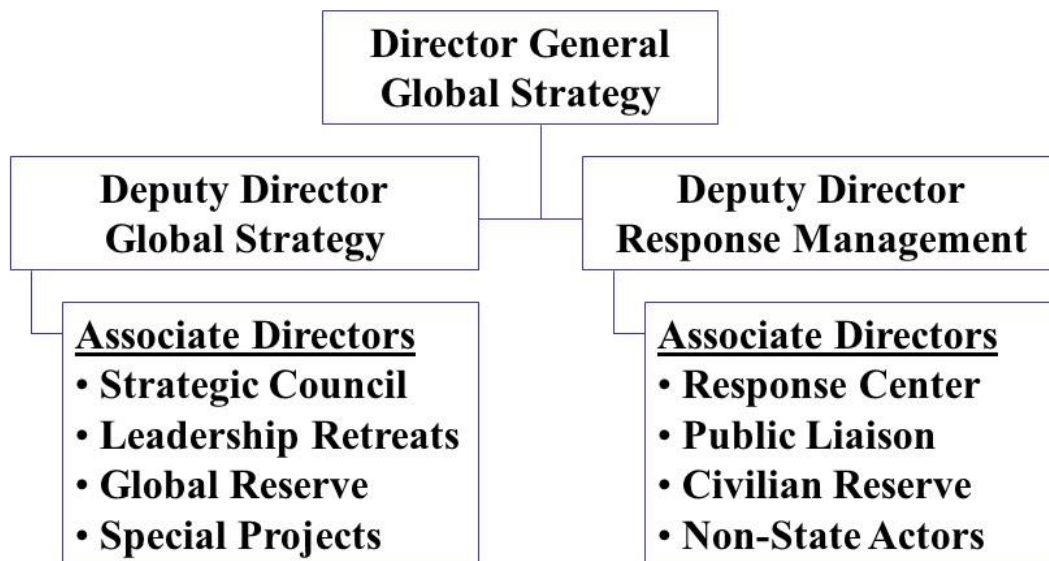 Director General
Global Strategy
Deputy Director
Global Strategy
Deputy Director
Response Management
Associate Directors
• Strategic Council
• Leadership Retreats
• Global Reserve
• Special Projects
Associate Directors
• Response Center
• Public Liaison
• Civilian Reserve
• Non-State Actors